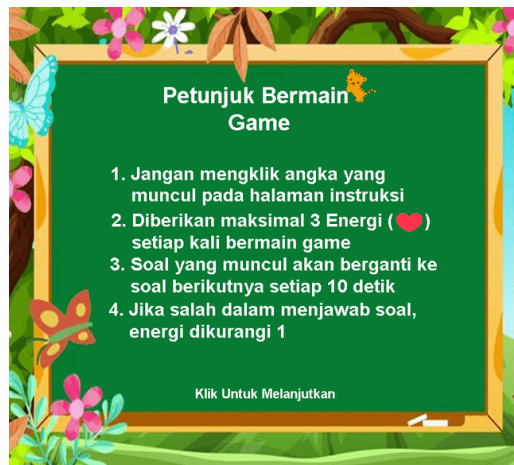 Petunjuk Bermain
Game
1. Jangan mengklik angka yang
muncul pada halaman instruksi
2. Diberikan maksimal 3 Energi (❤)
setiap kali bermain game
3. Soal yang muncul akan berganti ke
soal berikutnya setiap 10 detik
4. Jika salah dalam menjawab soal,
energi dikurangi 1
Klik Untuk Melanjutkan